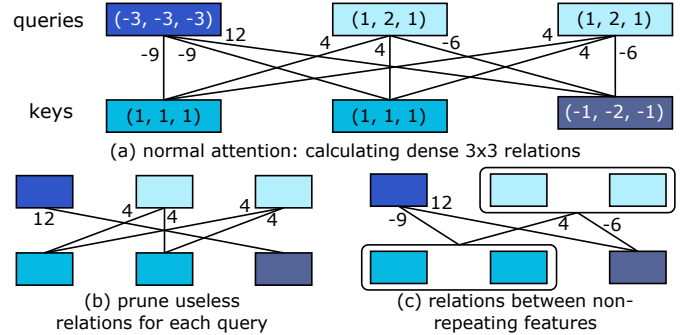 queries (-3, -3, -3) (1, 2, 1) (1, 2, 1)
-9 -9 12 4 4 -6 4 4 -6
keys (1, 1, 1) (1, 1, 1) (-1, -2, -1)
(a) normal attention: calculating dense 3x3 relations
12 4 4 4 4
-9 12 4 -6
(b) prune useless
relations for each query
(c) relations between non-
repeating features